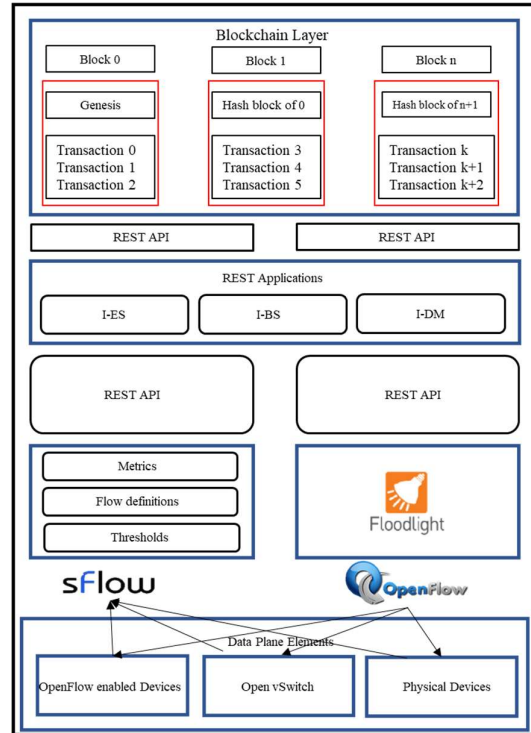 Blockchain Layer
Block 0
Block 1
Block n
Genesis
Hash block of 0
Hash block of n+1
Transaction 0
Transaction 1
Transaction 2
Transaction 3
Transaction 4
Transaction 5
Transaction k
Transaction k+1
Transaction k+2
REST API
REST API
REST Applications
I-ES
I-BS
I-DM
REST API
REST API
Metrics
Flow definitions
Thresholds
Floodlight
sFlow
OpenFlow
Data Plane Elements
OpenFlow enabled Devices
Open vSwitch
Physical Devices